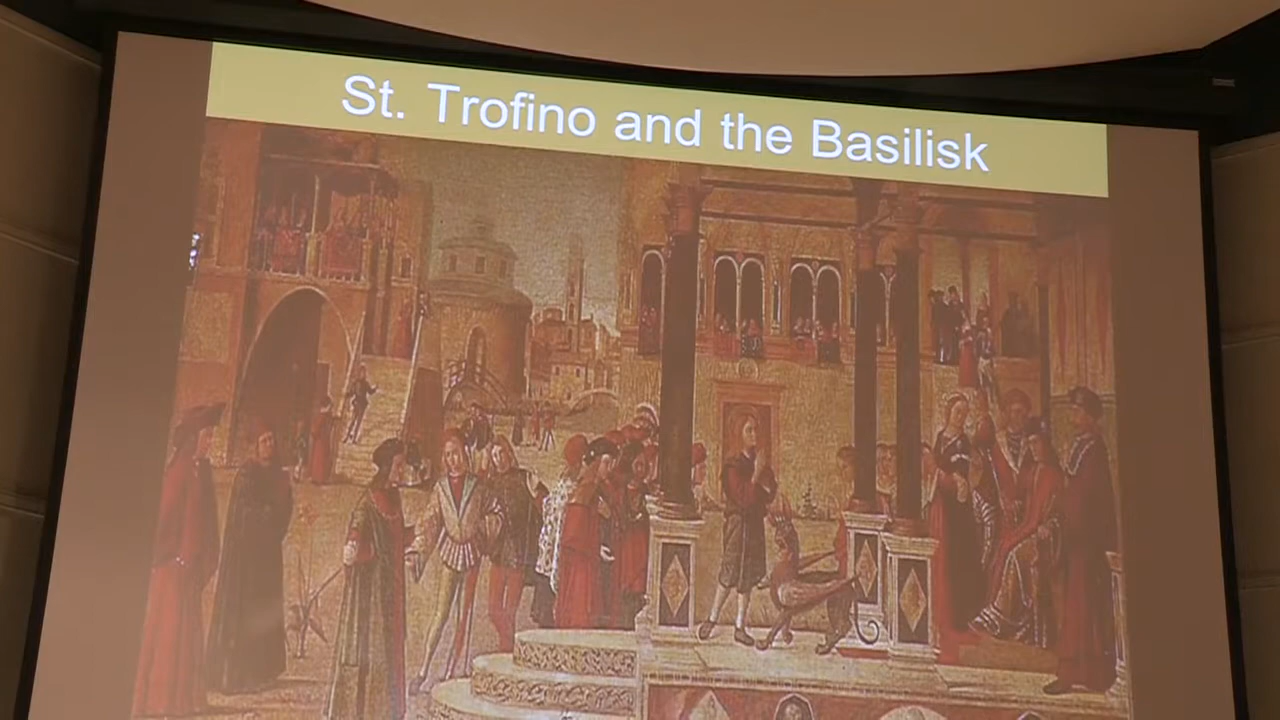 St. Trofino and the Basilisk